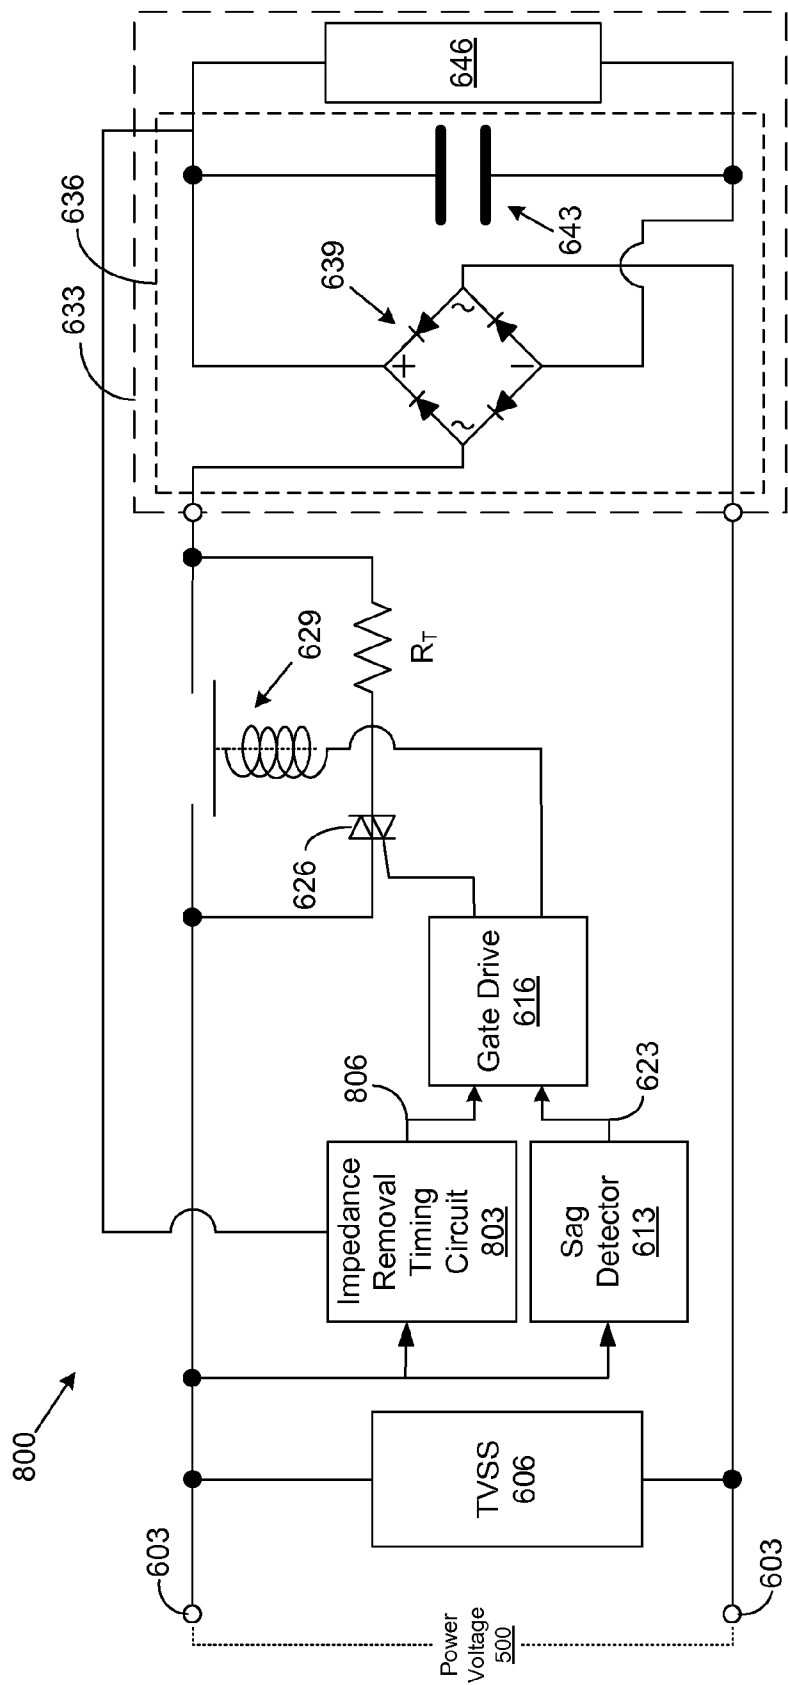 800
603
603
Power
Voltage
500
TVSS
606
Impedance
Removal
Timing
Circuit
803
806
Sag
Detector
613
623
Gate Drive
616
626
629
R_T
633
636
639
+
~
~
−
643
646